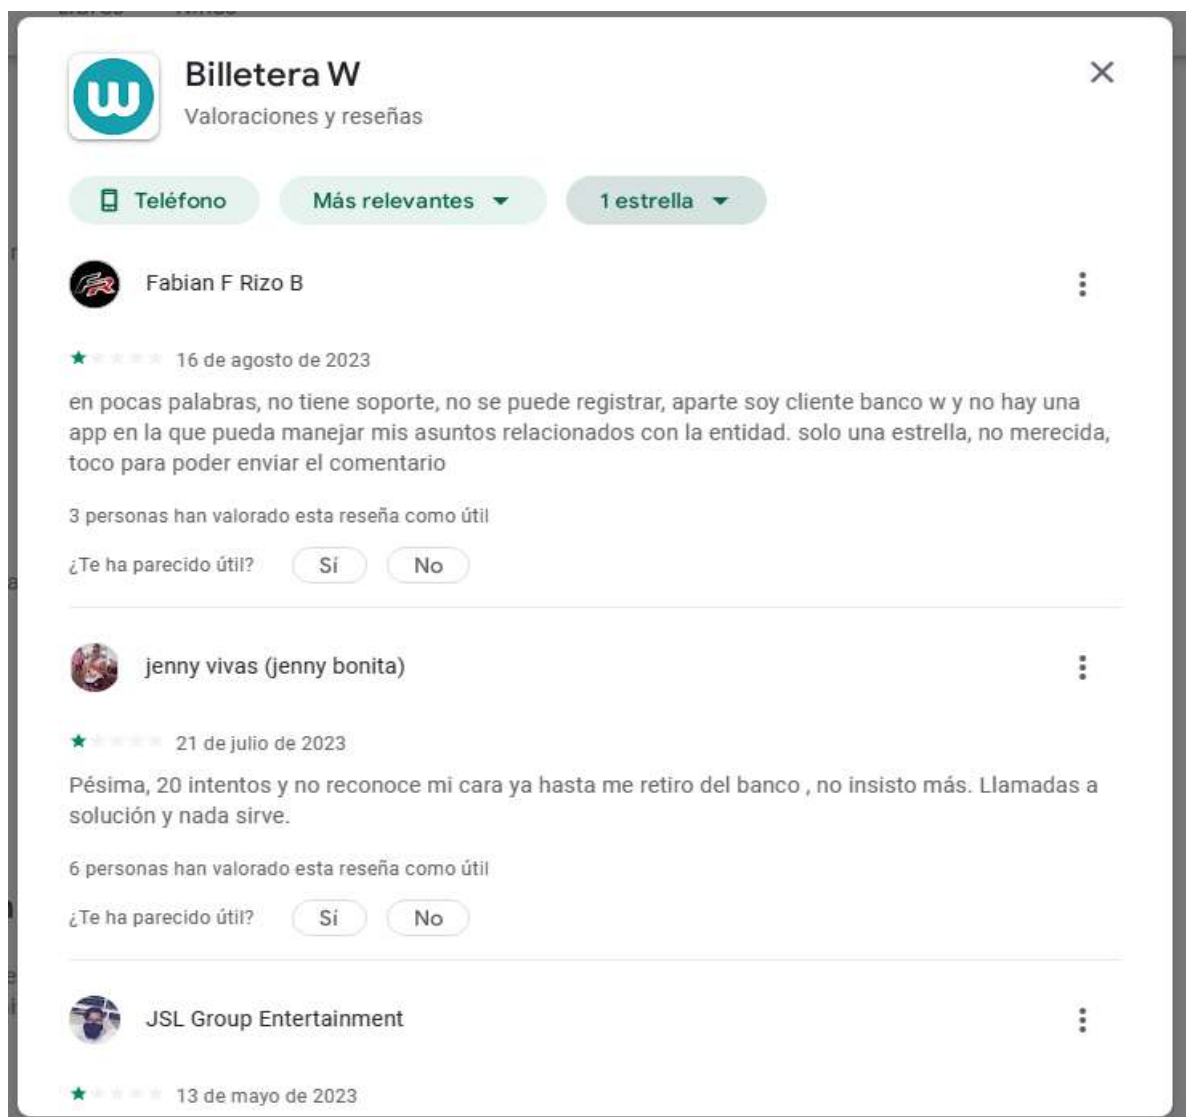 Billetera W
Valoraciones y reseñas
Teléfono
Más relevantes
1 estrella
Fabian F Rizo B
16 de agosto de 2023
en pocas palabras, no tiene soporte, no se puede registrar, aparte soy cliente banco w y no hay una
app en la que pueda manejar mis asuntos relacionados con la entidad. solo una estrella, no merecida,
toco para poder enviar el comentario
3 personas han valorado esta reseña como útil
¿Te ha parecido útil? Sí No
jenny vivas (jenny bonita)
21 de julio de 2023
Pésima, 20 intentos y no reconoce mi cara ya hasta me retiro del banco , no insisto más. Llamadas a
solución y nada sirve.
6 personas han valorado esta reseña como útil
¿Te ha parecido útil? Sí No
JSL Group Entertainment
13 de mayo de 2023